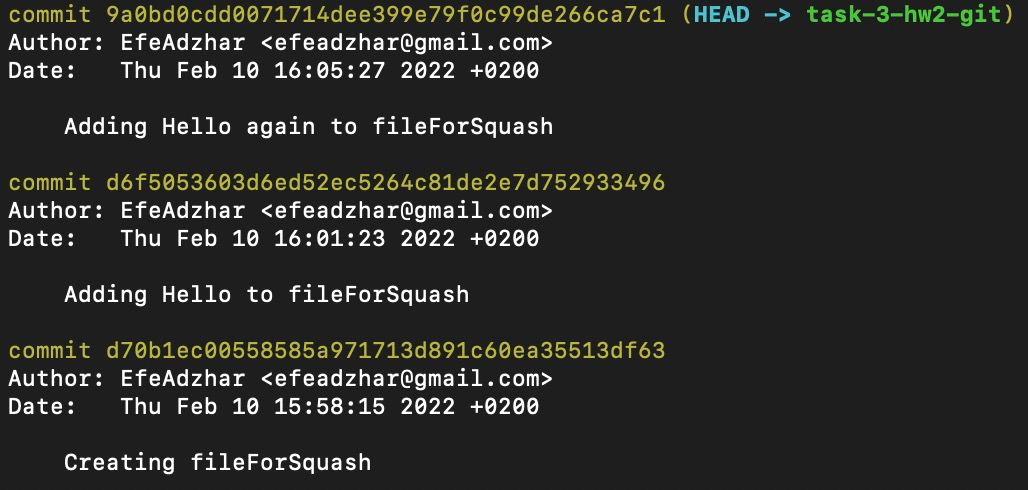 commit 9a0bd0cdd0071714dee399e79f0c99de266ca7c1 (HEAD -> task-3-hw2-git)
Author: EfeAdzhar <efeadzhar@gmail.com>
Date:   Thu Feb 10 16:05:27 2022 +0200
Adding Hello again to fileForSquash
commit d6f5053603d6ed52ec5264c81de2e7d752933496
Author: EfeAdzhar <efeadzhar@gmail.com>
Date:   Thu Feb 10 16:01:23 2022 +0200
Adding Hello to fileForSquash
commit d70b1ec00558585a971713d891c60ea35513df63
Author: EfeAdzhar <efeadzhar@gmail.com>
Date:   Thu Feb 10 15:58:15 2022 +0200
Creating fileForSquash